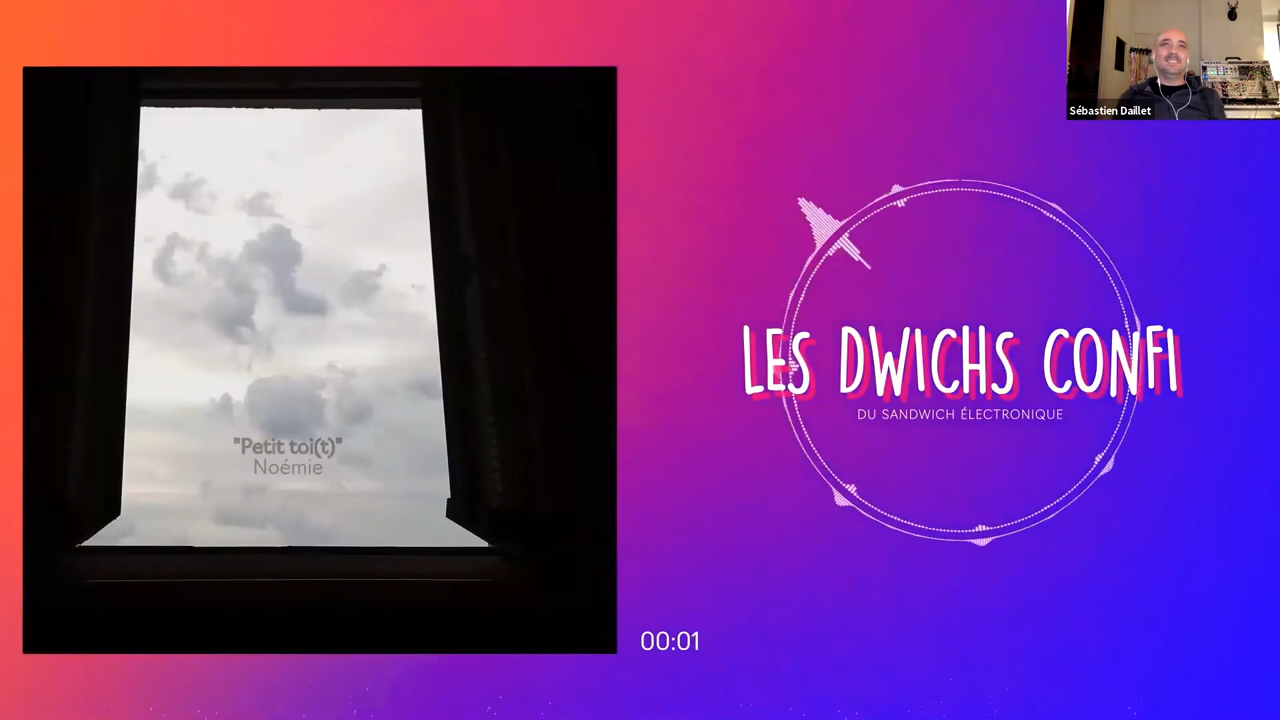 Sébastien Daillet
"Petit toi(t)"
Noémie
LES DWICHS CONFI
DU SANDWICH ÉLECTRONIQUE
00:01